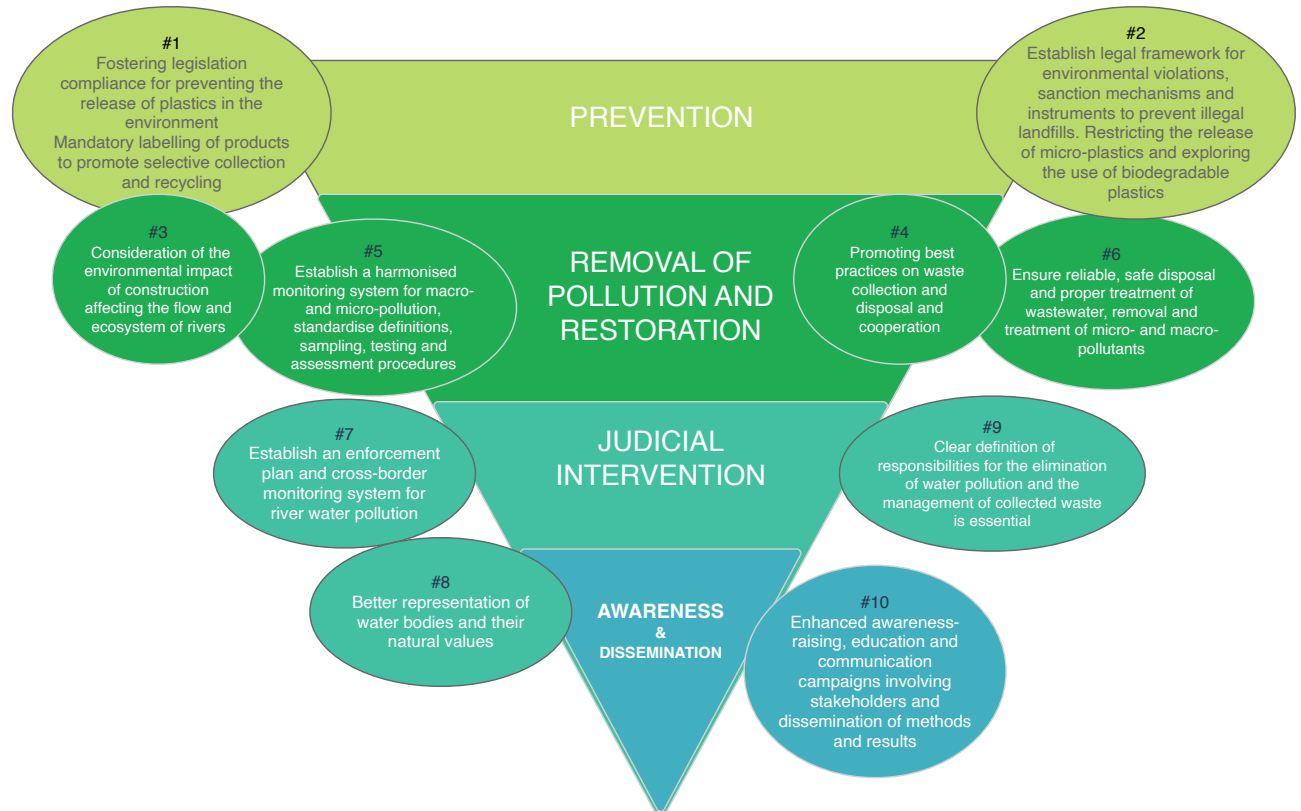 #1
Fostering legislation
compliance for preventing the
release of plastics in the
environment
Mandatory labelling of products
to promote selective collection
and recycling
PREVENTION
#2
Establish legal framework for
environmental violations,
sanction mechanisms and
instruments to prevent illegal
landfills. Restricting the release
of micro-plastics and exploring
the use of biodegradable
plastics
#3
Consideration of the
environmental impact
of construction
affecting the flow and
ecosystem of rivers
#5
Establish a harmonised
monitoring system for macro-
and micro-pollution,
standardise definitions,
sampling, testing and
assessment procedures
REMOVAL OF
POLLUTION AND
RESTORATION
#4
Promoting best
practices on waste
collection and
disposal and
cooperation
#6
Ensure reliable, safe disposal
and proper treatment of
wastewater, removal and
treatment of micro- and macro-
pollutants
#7
Establish an enforcement
plan and cross-border
monitoring system for
river water pollution
JUDICIAL
INTERVENTION
#9
Clear definition of
responsibilities for the elimination
of water pollution and the
management of collected waste
is essential
#8
Better representation of
water bodies and their
natural values
AWARENESS
&
DISSEMINATION
#10
Enhanced awareness-
raising, education and
communication
campaigns involving
stakeholders and
dissemination of methods
and results